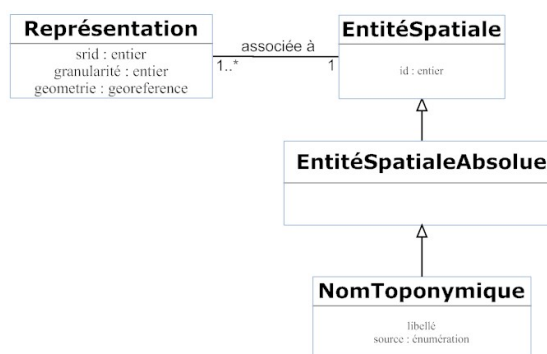 Représentation
srid : entier
granularité : entier
geometrie : georeference
associée à
1..*
1
EntitéSpatiale
id : entier
EntitéSpatialeAbsolue
NomToponymique
libellé
source : énumération